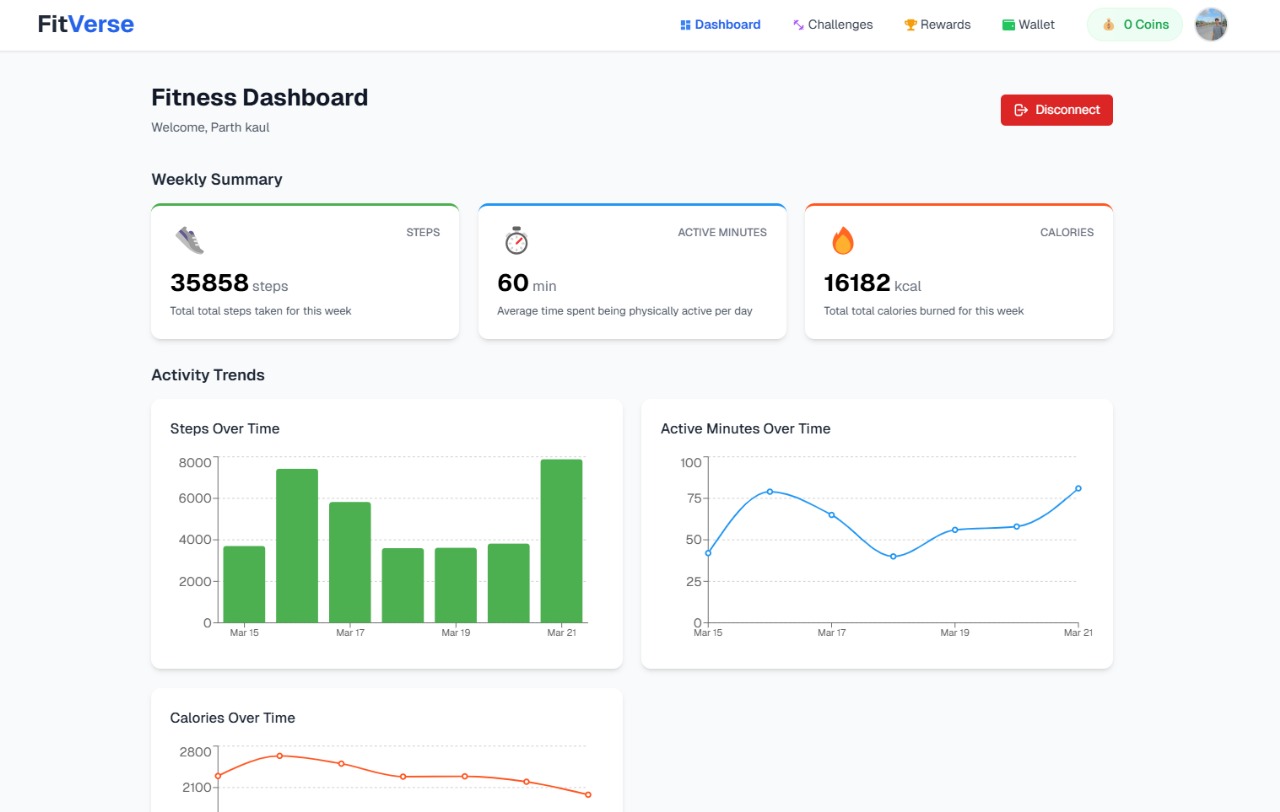 FitVerse
Dashboard
Challenges
Rewards
Wallet
0 Coins
Fitness Dashboard
Welcome, Parth kaul
Disconnect
Weekly Summary
STEPS
35858 steps
Total total steps taken for this week
ACTIVE MINUTES
60 min
Average time spent being physically active per day
CALORIES
16182 kcal
Total total calories burned for this week
Activity Trends
Steps Over Time
8000
6000
4000
2000
0
Mar 15 Mar 17 Mar 19 Mar 21
Active Minutes Over Time
100
75
50
25
0
Mar 15 Mar 17 Mar 19 Mar 21
Calories Over Time
2800
2100